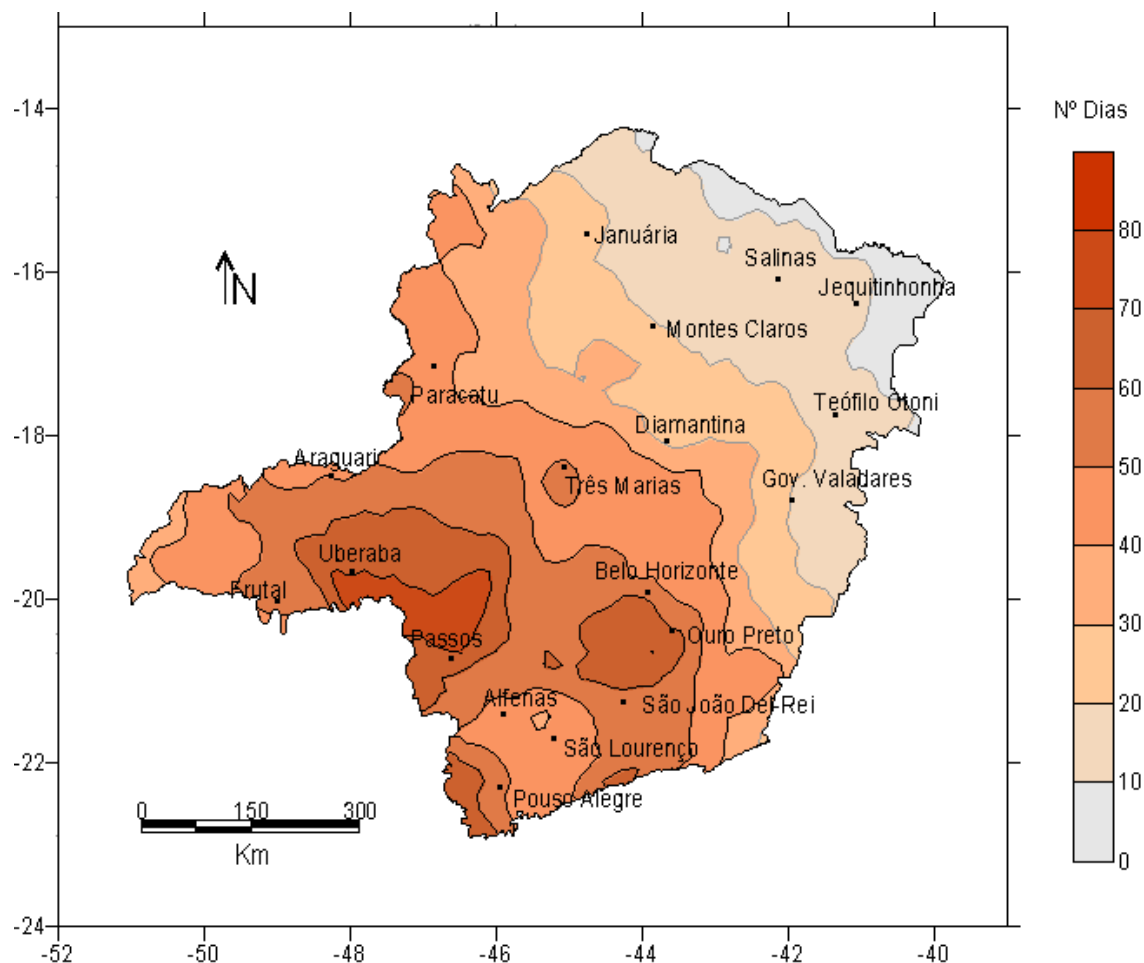 -14
Nº Dias
80
Januária
-16
Salinas
N
Jequitinhonha
70
Montes Claros
60
Paracatu
Teófilo Otoni
-18
Diamantina
50
Araguari
Três Marias
Gov. Valadares
40
Uberaba
Belo Horizonte
-20
Frutal
30
Passos
Ouro Preto
Alfenas
São João Del-Rei
20
-22
São Lourenço
10
Pouso Alegre
0 150 300
Km
0
-24
-52 -50 -48 -46 -44 -42 -40